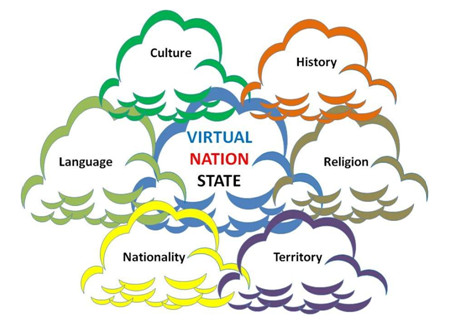 Culture
History
VIRTUAL
NATION
STATE
Language
Religion
Nationality
Territory